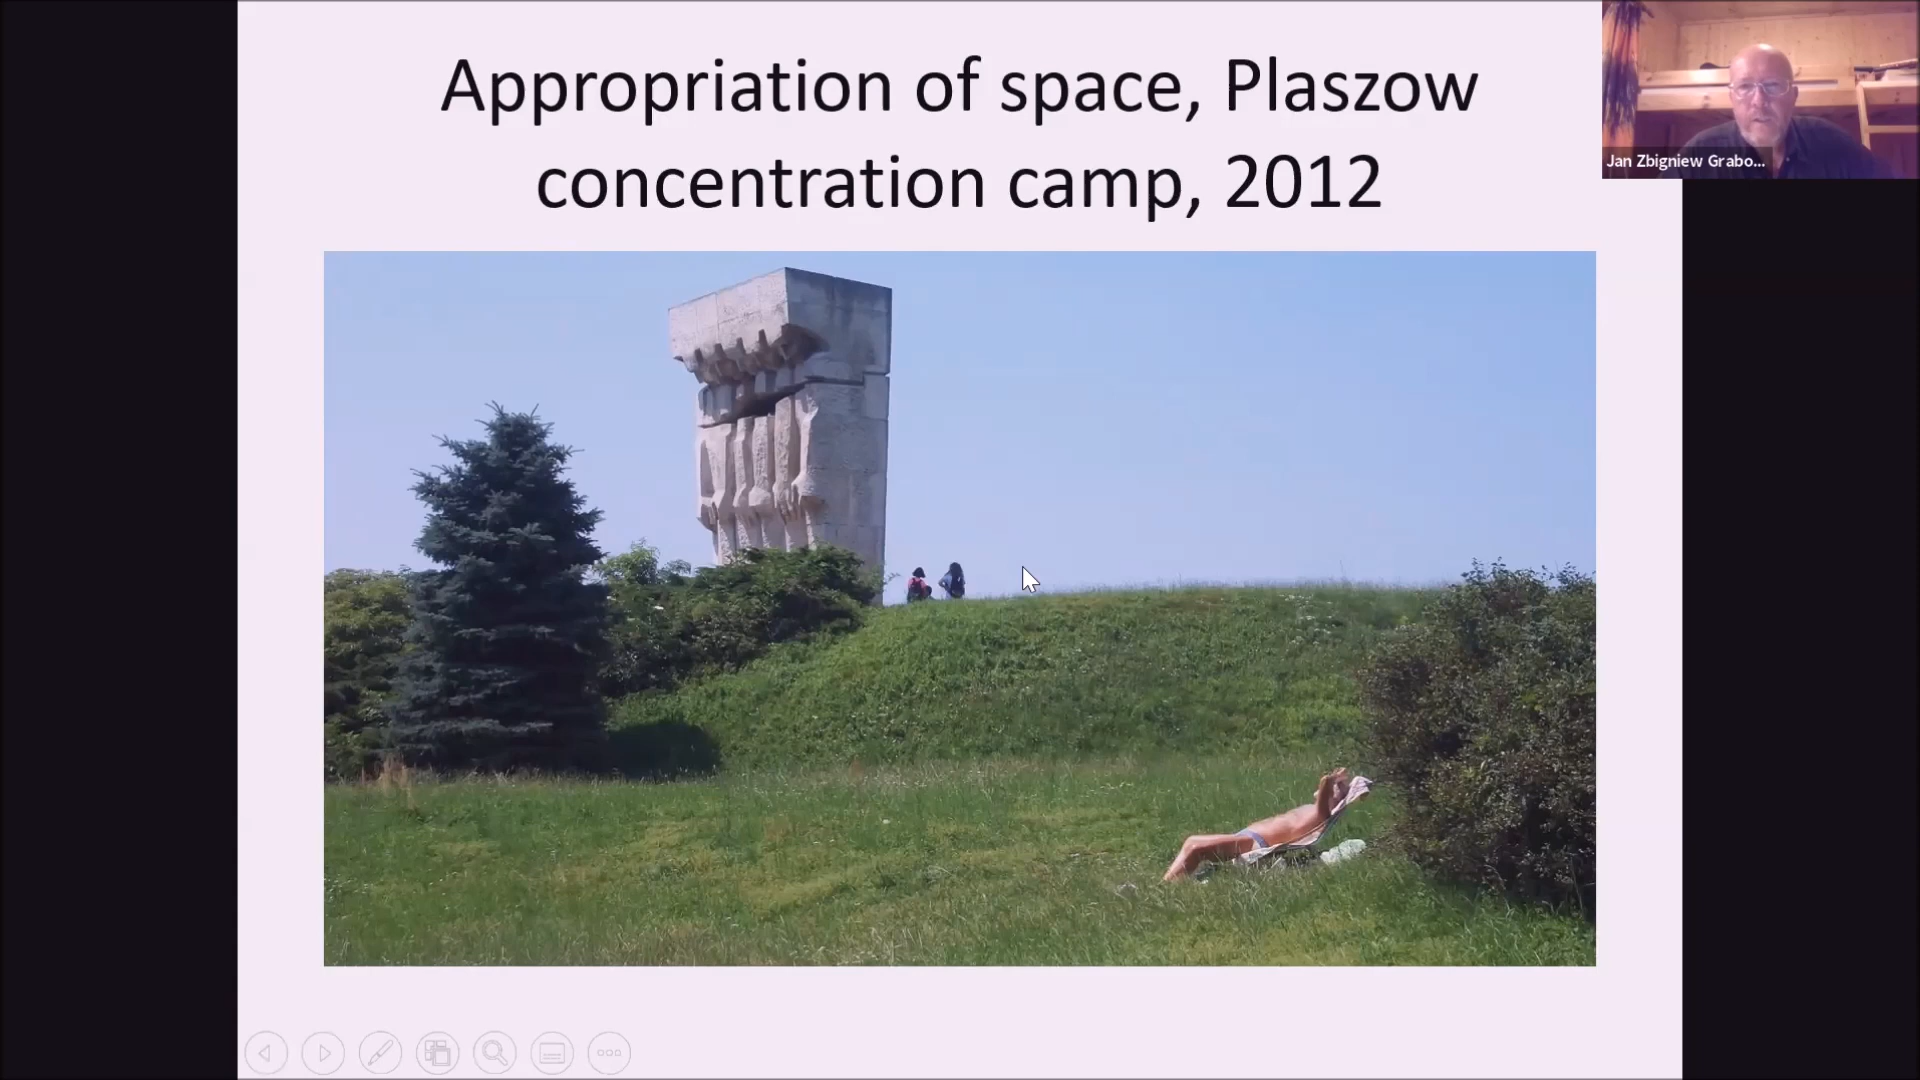 Appropriation of space, Plaszow
concentration camp, 2012
Jan Zbigniew Grabo...